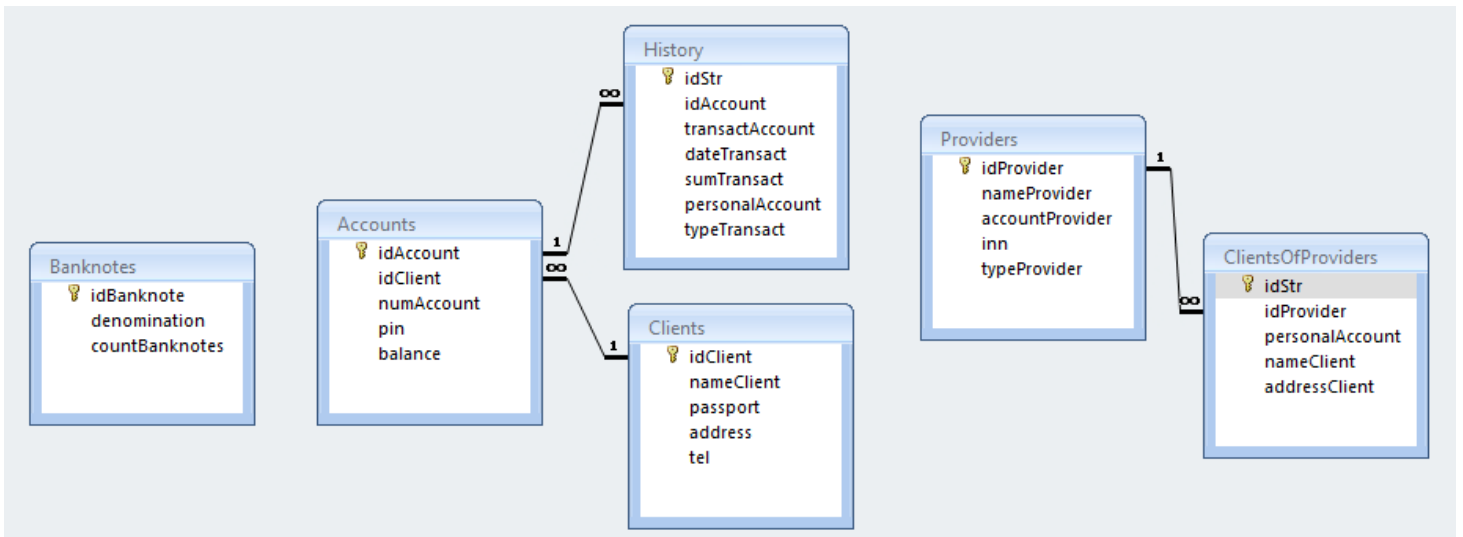 Banknotes
idBanknote
denomination
countBanknotes
Accounts
idAccount
idClient
numAccount
pin
balance
1
∞
∞
1
History
idStr
idAccount
transactAccount
dateTransact
sumTransact
personalAccount
typeTransact
Clients
idClient
nameClient
passport
address
tel
Providers
idProvider
nameProvider
accountProvider
inn
typeProvider
1
∞
ClientsOfProviders
idStr
idProvider
personalAccount
nameClient
addressClient